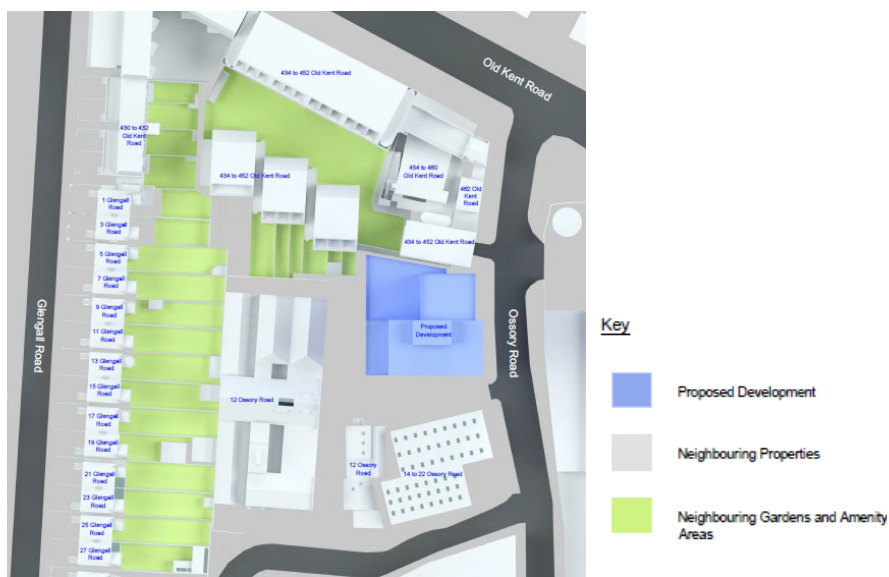 Old Kent Road
434 to 452 Old Kent Road
430 to 432
Old Kent
Road
434 to 452 Old Kent Road
454 to 460
Old Kent Road
462 Old
Kent
Road
434 to 452 Old Kent Road
1 Glengall
Road
3 Glengall
Road
5 Glengall
Road
7 Glengall
Road
9 Glengall
Road
11 Glengall
Road
13 Glengall
Road
15 Glengall
Road
17 Glengall
Road
19 Glengall
Road
21 Glengall
Road
23 Glengall
Road
25 Glengall
Road
27 Glengall
Road
Glengall Road
12 Ossory Road
12 Ossory
Road
14 to 22 Ossory Road
Proposed
Development
Ossory Road
Key
Proposed Development
Neighbouring Properties
Neighbouring Gardens and Amenity
Areas